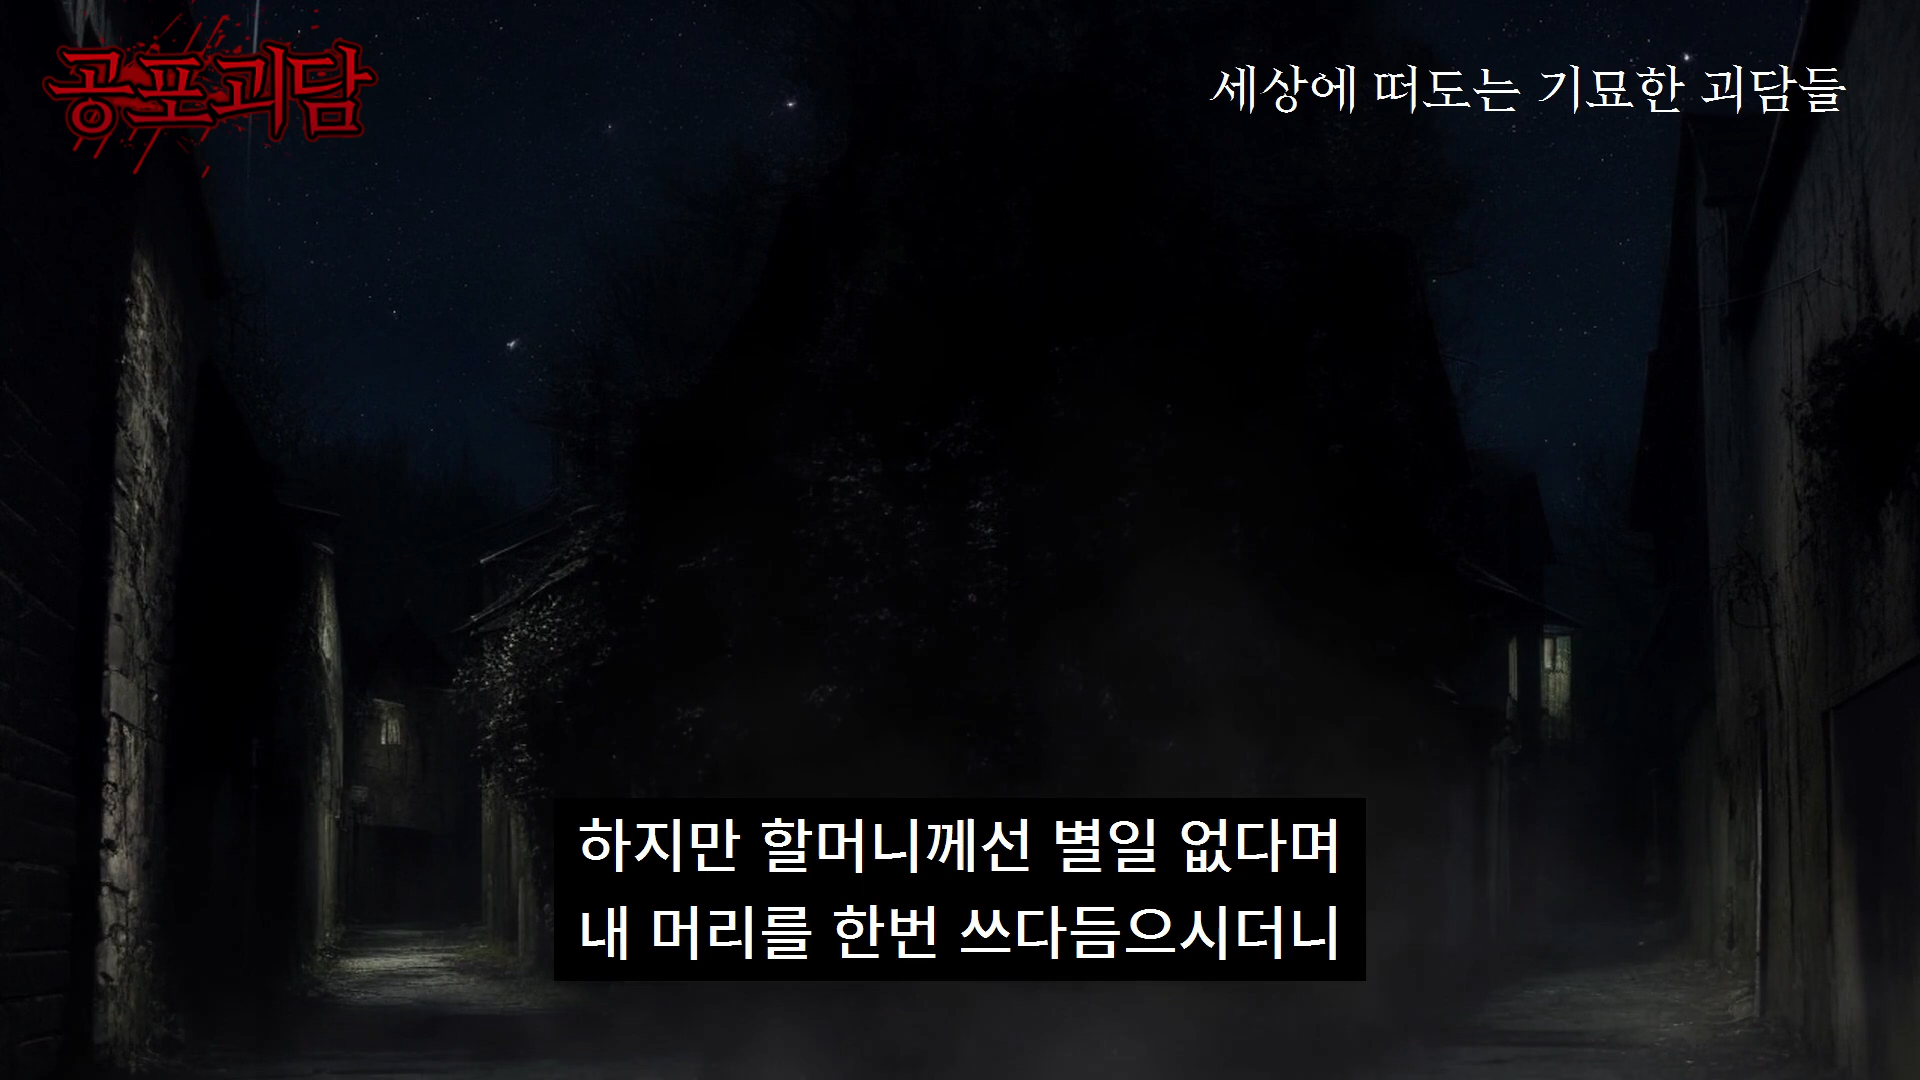 공포괴담
세상에 떠도는 기묘한 괴담들
하지만 할머니께선 별일 없다며
내 머리를 한번 쓰다듬으시더니